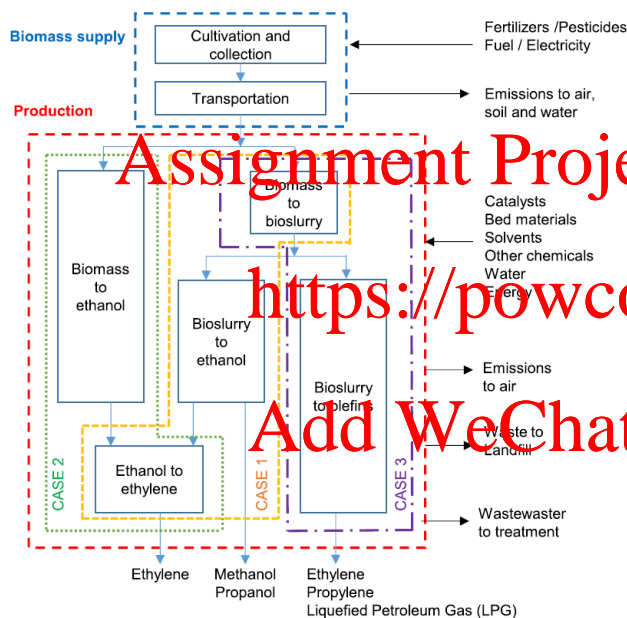 Biomass supply
Cultivation and
collection
Transportation
Fertilizers /Pesticides
Fuel / Electricity
Emissions to air,
soil and water
Production
Assignment Proje
Biomass
to
ethanol
Biomass
to
bioslurry
Catalysts
Bed materials
Solvents
Other chemicals
Water
Energy
https://powco
Bioslurry
to
ethanol
Bioslurry
to olefins
Emissions
to air
Add WeChat
Waste to
Landfill
Ethanol to
ethylene
CASE 2
CASE 1
CASE 3
Wastewaster
to treatment
Ethylene
Methanol
Propanol
Ethylene
Propylene
Liquefied Petroleum Gas (LPG)